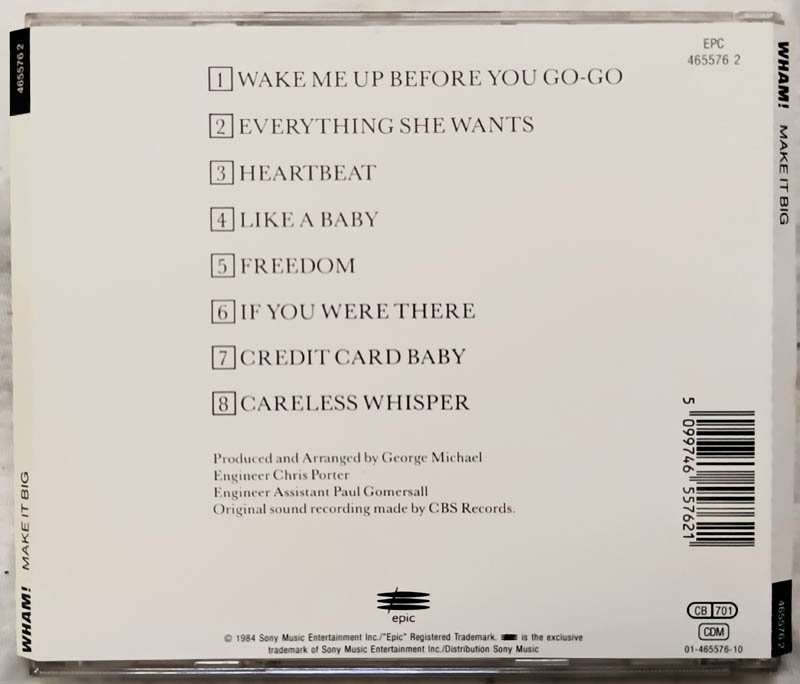 465576 2
EPC
465576 2
1 WAKE ME UP BEFORE YOU GO-GO
2 EVERYTHING SHE WANTS
3 HEARTBEAT
4 LIKE A BABY
5 FREEDOM
6 IF YOU WERE THERE
7 CREDIT CARD BABY
8 CARELESS WHISPER
Produced and Arranged by George Michael
Engineer Chris Porter
Engineer Assistant Paul Gomersall
Original sound recording made by CBS Records.
epic
© 1984 Sony Music Entertainment Inc./"Epic" Registered Trademark. is the exclusive
trademark of Sony Music Entertainment Inc./Distribution Sony Music
5 099746 557621
CB 701
CDM
01-465576-10
WHAM! MAKE IT BIG
WHAM! MAKE IT BIG
465576 2